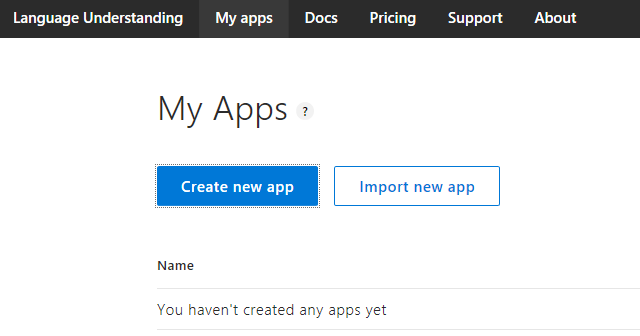 Language Understanding My apps Docs Pricing Support About
My Apps ?
Create new app Import new app
Name
You haven't created any apps yet